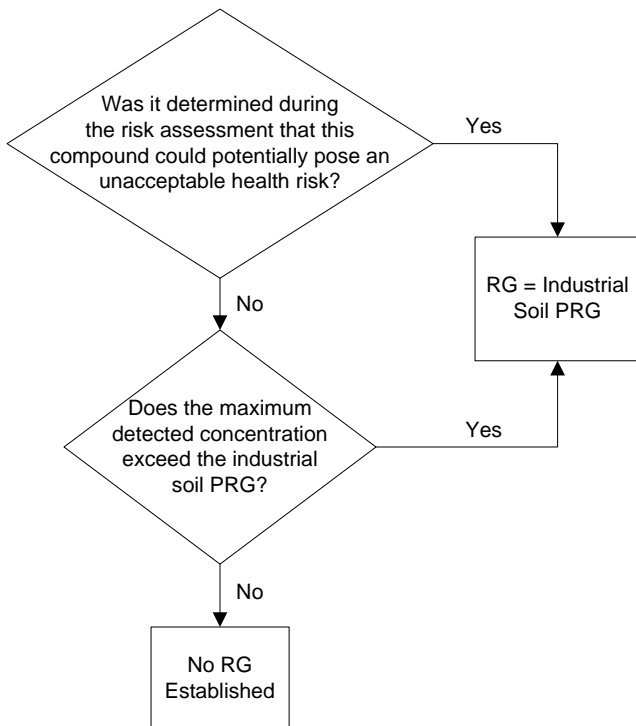 Was it determined during
the risk assessment that this
compound could potentially pose an
unacceptable health risk?
Yes
RG = Industrial
Soil PRG
No
Does the maximum
detected concentration
exceed the industrial
soil PRG?
Yes
No
No RG
Established